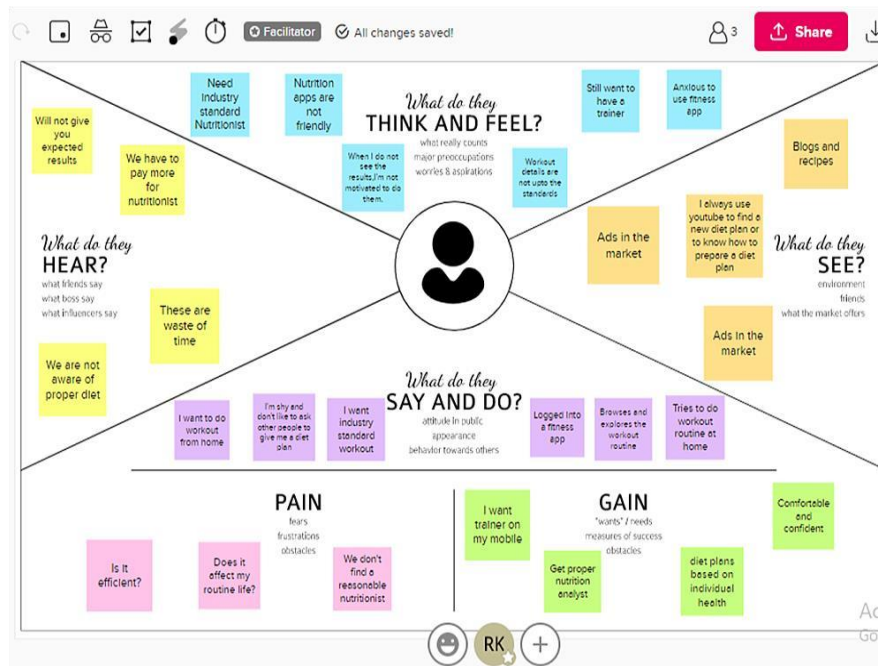 Facilitator
All changes saved!
3
Share
Need
Industry
standard
Nutritionist
Nutrition
apps are
not
friendly
What do they
THINK AND FEEL?
what really counts
major preoccupations
worries & aspirations
When I do not
see the
results,I'm not
motivated to do
them.
Workout
details are
not upto the
standards
Still want to
have a
trainer
Anxious to
use fitness
app
Will not give
you
expected
results
We have to
pay more
for
nutritionist
What do they
HEAR?
what friends say
what boss say
what influencers say
These are
waste of
time
We are not
aware of
proper diet
Blogs and
recipes
I always use
youtube to find a
new diet plan or
to know how to
prepare a diet
plan
Ads in the
market
What do they
SEE?
environment
friends
what the market offers
Ads in the
market
What do they
SAY AND DO?
attitude in public
appearance
behavior towards others
I want to do
workout
from home
I'm shy and
don't like to ask
other people to
give me a diet
plan
I want
industry
standard
workout
Logged into
a fitness
app
Browses and
explores the
workout
routine
Tries to do
workout
routine at
home
PAIN
fears
frustrations
obstacles
Is it
efficient?
Does it
affect my
routine life?
We don't
find a
reasonable
nutritionist
GAIN
"wants" / needs
measures of success
obstacles
I want
trainer on
my mobile
Get proper
nutrition
analyst
diet plans
based on
individual
health
Comfortable
and
confident
RK
Ac
Go